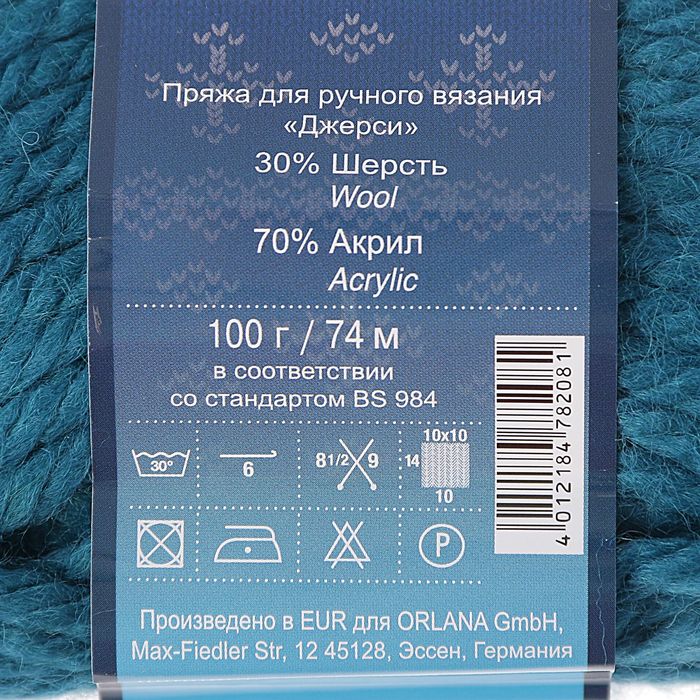 Пряжа для ручного вязания
«Джерси»
30% Шерсть
Wool
70% Акрил
Acrylic
100 г / 74 м
в соответствии
со стандартом BS 984
30°
6
8 1/2 9
10x10
14
10
P
4 012184 782081
Произведено в EUR для ORLANA GmbH,
Max-Fiedler Str, 12 45128, Эссен, Германия